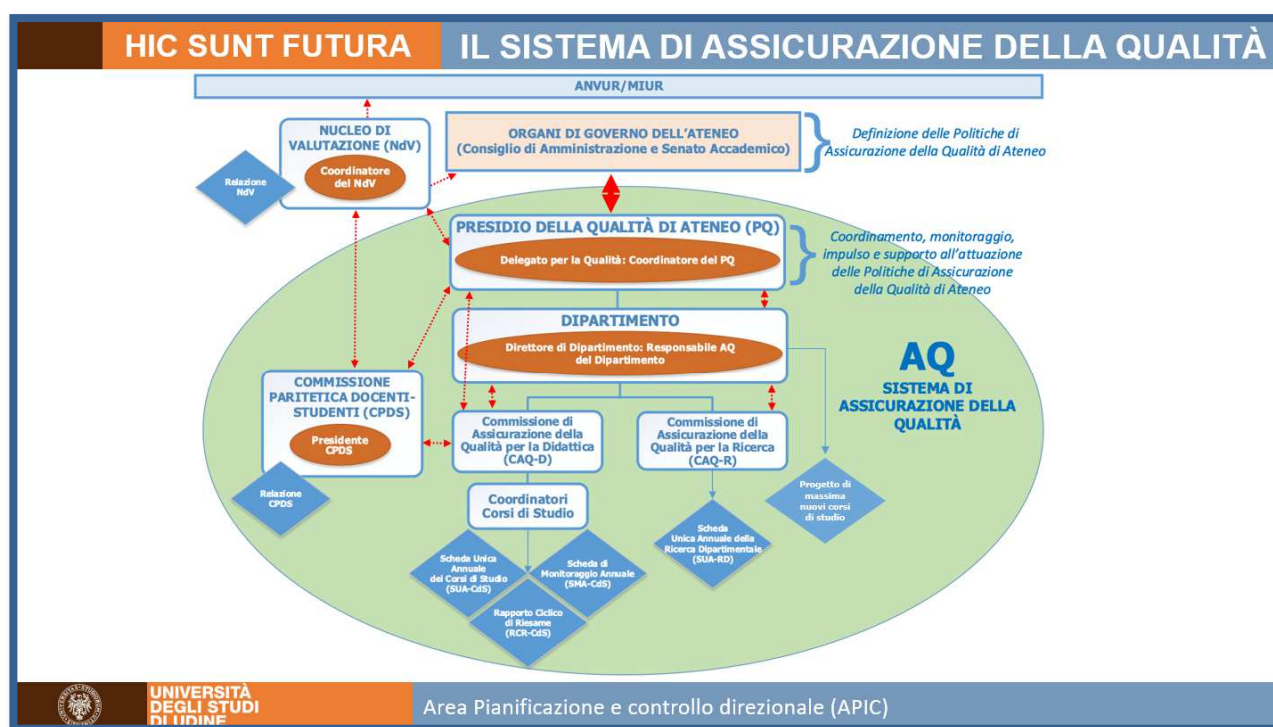 HIC SUNT FUTURA
IL SISTEMA DI ASSICURAZIONE DELLA QUALITÀ
ANVUR/MIUR
NUCLEO DI
VALUTAZIONE (NdV)
Coordinatore
del NdV
Relazione
NdV
ORGANI DI GOVERNO DELL'ATENEO
(Consiglio di Amministrazione e Senato Accademico)
Definizione delle Politiche di
Assicurazione della Qualità di Ateneo
PRESIDIO DELLA QUALITÀ DI ATENEO (PQ)
Delegato per la Qualità: Coordinatore del PQ
Coordinamento, monitoraggio,
impulso e supporto all'attuazione
delle Politiche di Assicurazione
della Qualità di Ateneo
DIPARTIMENTO
Direttore di Dipartimento: Responsabile AQ
del Dipartimento
AQ
SISTEMA DI
ASSICURAZIONE DELLA
QUALITÀ
COMMISSIONE
PARITETICA DOCENTI-
STUDENTI (CPDS)
Presidente
CPDS
Relazione
CPDS
Commissione di
Assicurazione della
Qualità per la Didattica
(CAQ-D)
Commissione di
Assicurazione della
Qualità per la Ricerca
(CAQ-R)
Coordinatori
Corsi di Studio
Progetto di
massima
nuovi corsi
di studio
Scheda Unica
Annuale
dei Corsi di Studio
(SUA-CdS)
Scheda di
Monitoraggio Annuale
(SMA-CdS)
Rapporto Ciclico
di Riesame
(RCR-CdS)
Scheda
Unica Annuale della
Ricerca Dipartimentale
(SUA-RD)
UNIVERSITÀ
DEGLI STUDI
DI UDINE
Area Pianificazione e controllo direzionale (APIC)